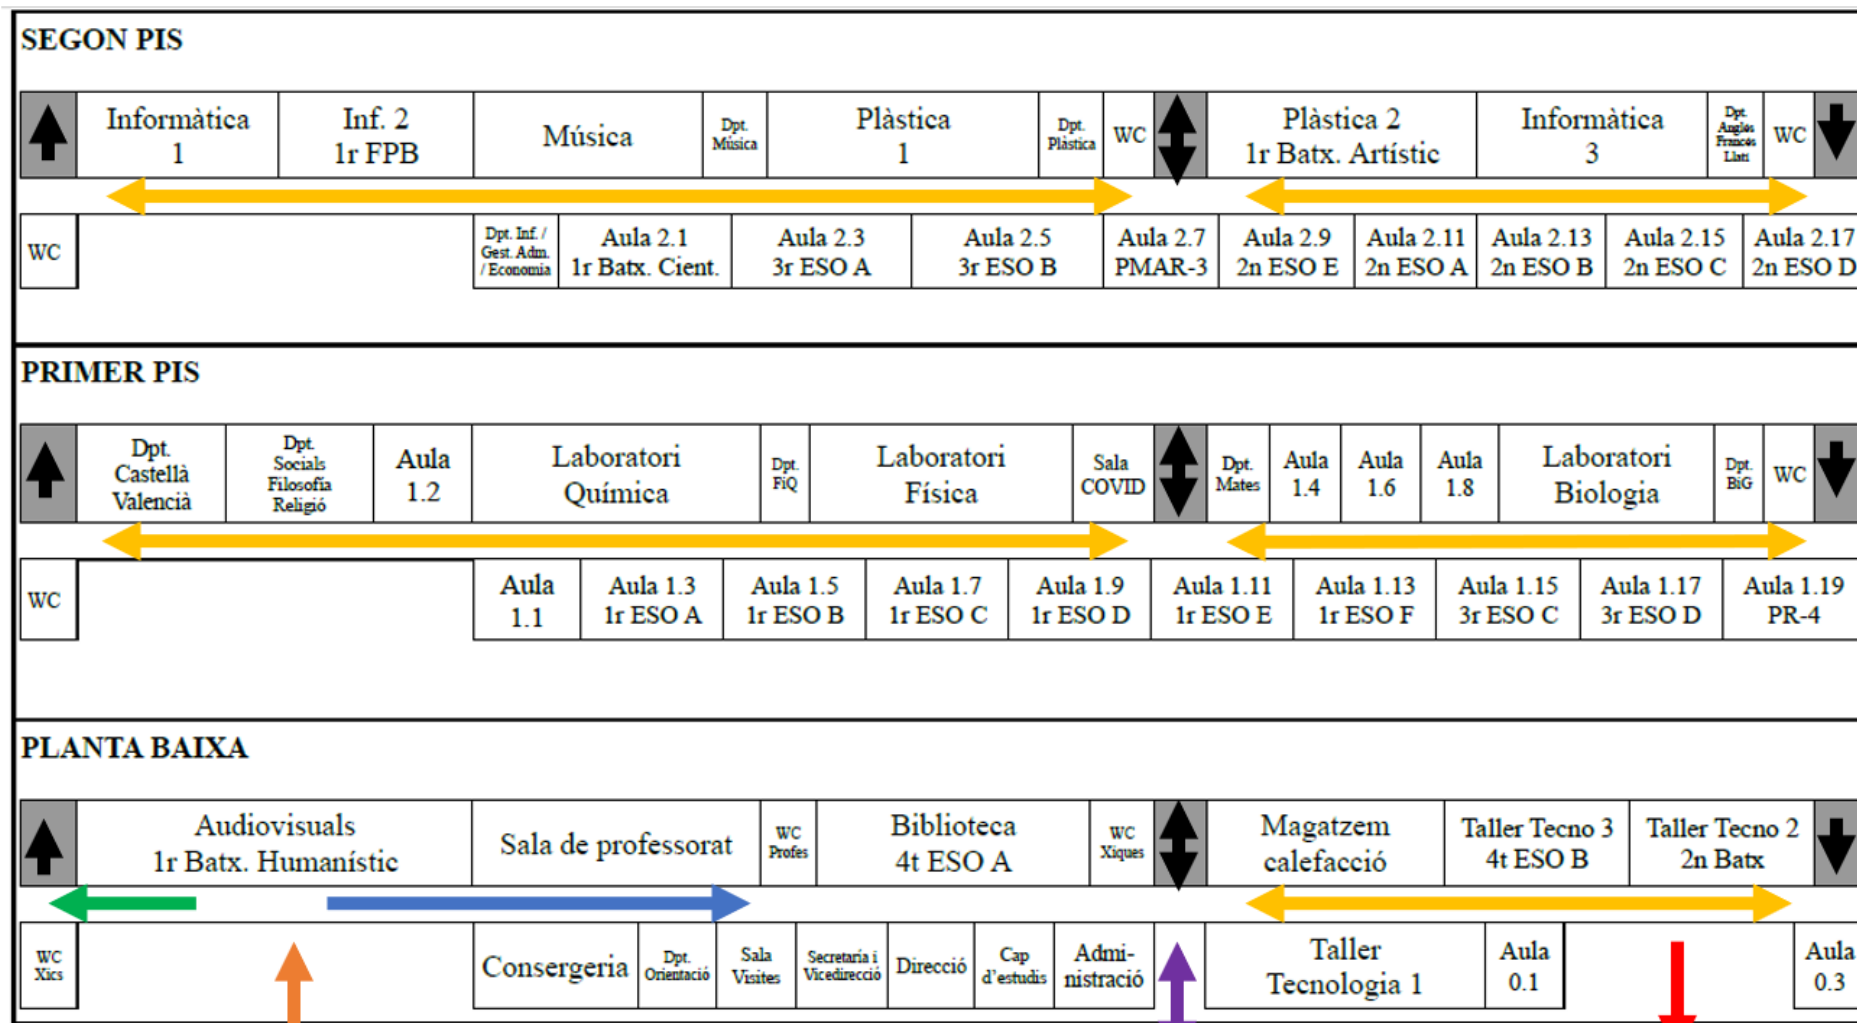 SEGON PIS
Informàtica
1
Inf. 2
1r FPB
Música
Dpt.
Música
Plàstica
1
Dpt.
Plàstica
WC
Plàstica 2
1r Batx. Artístic
Informàtica
3
Dpt.
Anglés
Francés
Llatí
WC
WC
Dpt. Inf. /
Gest. Adm.
/ Economia
Aula 2.1
1r Batx. Cient.
Aula 2.3
3r ESO A
Aula 2.5
3r ESO B
Aula 2.7
PMAR-3
Aula 2.9
2n ESO E
Aula 2.11
2n ESO A
Aula 2.13
2n ESO B
Aula 2.15
2n ESO C
Aula 2.17
2n ESO D
PRIMER PIS
Dpt.
Castellà
Valencià
Dpt.
Socials
Filosofía
Religió
Aula
1.2
Laboratori
Química
Dpt.
FiQ
Laboratori
Física
Sala
COVID
Dpt.
Mates
Aula
1.4
Aula
1.6
Aula
1.8
Laboratori
Biologia
Dpt.
BiG
WC
WC
Aula
1.1
Aula 1.3
1r ESO A
Aula 1.5
1r ESO B
Aula 1.7
1r ESO C
Aula 1.9
1r ESO D
Aula 1.11
1r ESO E
Aula 1.13
1r ESO F
Aula 1.15
3r ESO C
Aula 1.17
3r ESO D
Aula 1.19
PR-4
PLANTA BAIXA
Audiovisuals
1r Batx. Humanístic
Sala de professorat
WC
Profes
Biblioteca
4t ESO A
WC
Xiques
Magatzem
calefacció
Taller Tecno 3
4t ESO B
Taller Tecno 2
2n Batx
WC
Xics
Consergeria
Dpt.
Orientació
Sala
Visites
Secretaría i
Vicedirecció
Direcció
Cap
d'estudis
Admi-
nistració
Taller
Tecnologia 1
Aula
0.1
Aula
0.3